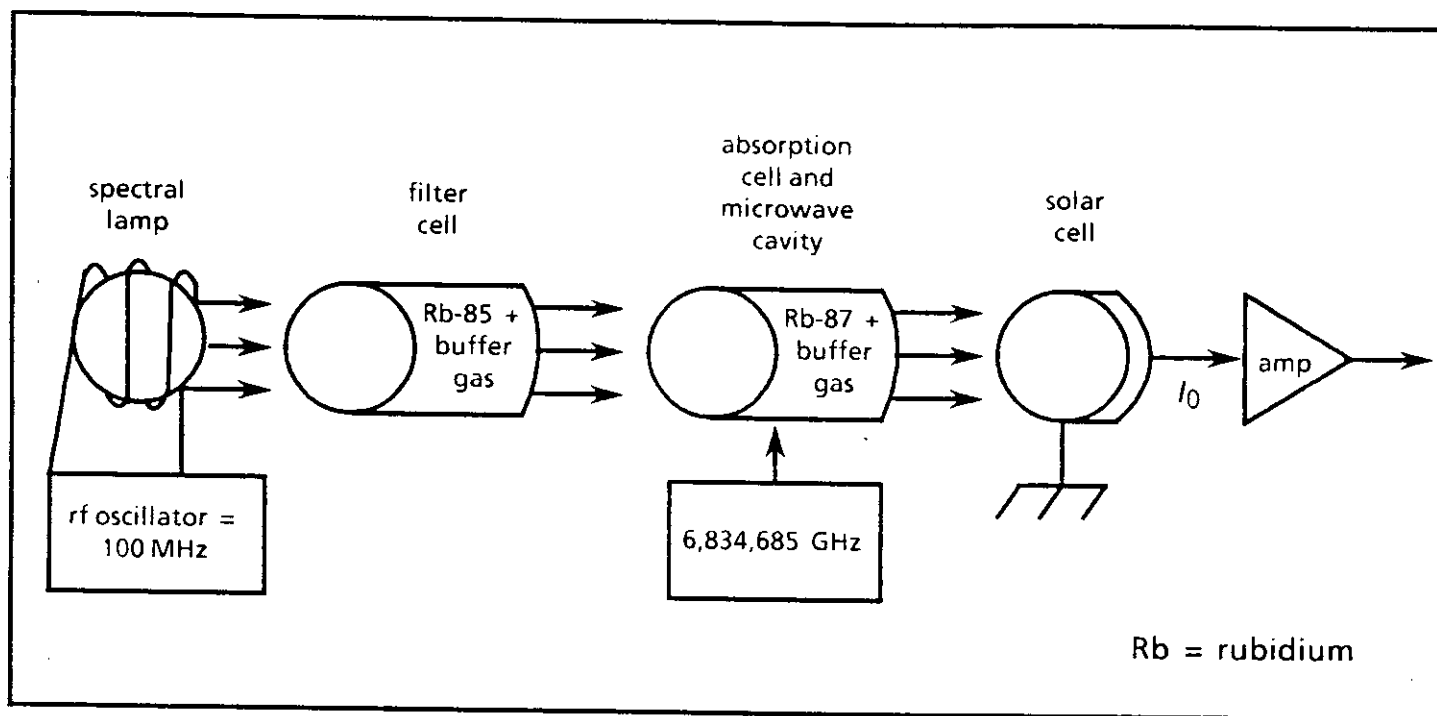 spectral
lamp
filter
cell
absorption
cell and
microwave
cavity
solar
cell
Rb-85 +
buffer
gas
Rb-87 +
buffer
gas
I0
amp
rf oscillator =
100 MHz
6,834,685 GHz
Rb = rubidium